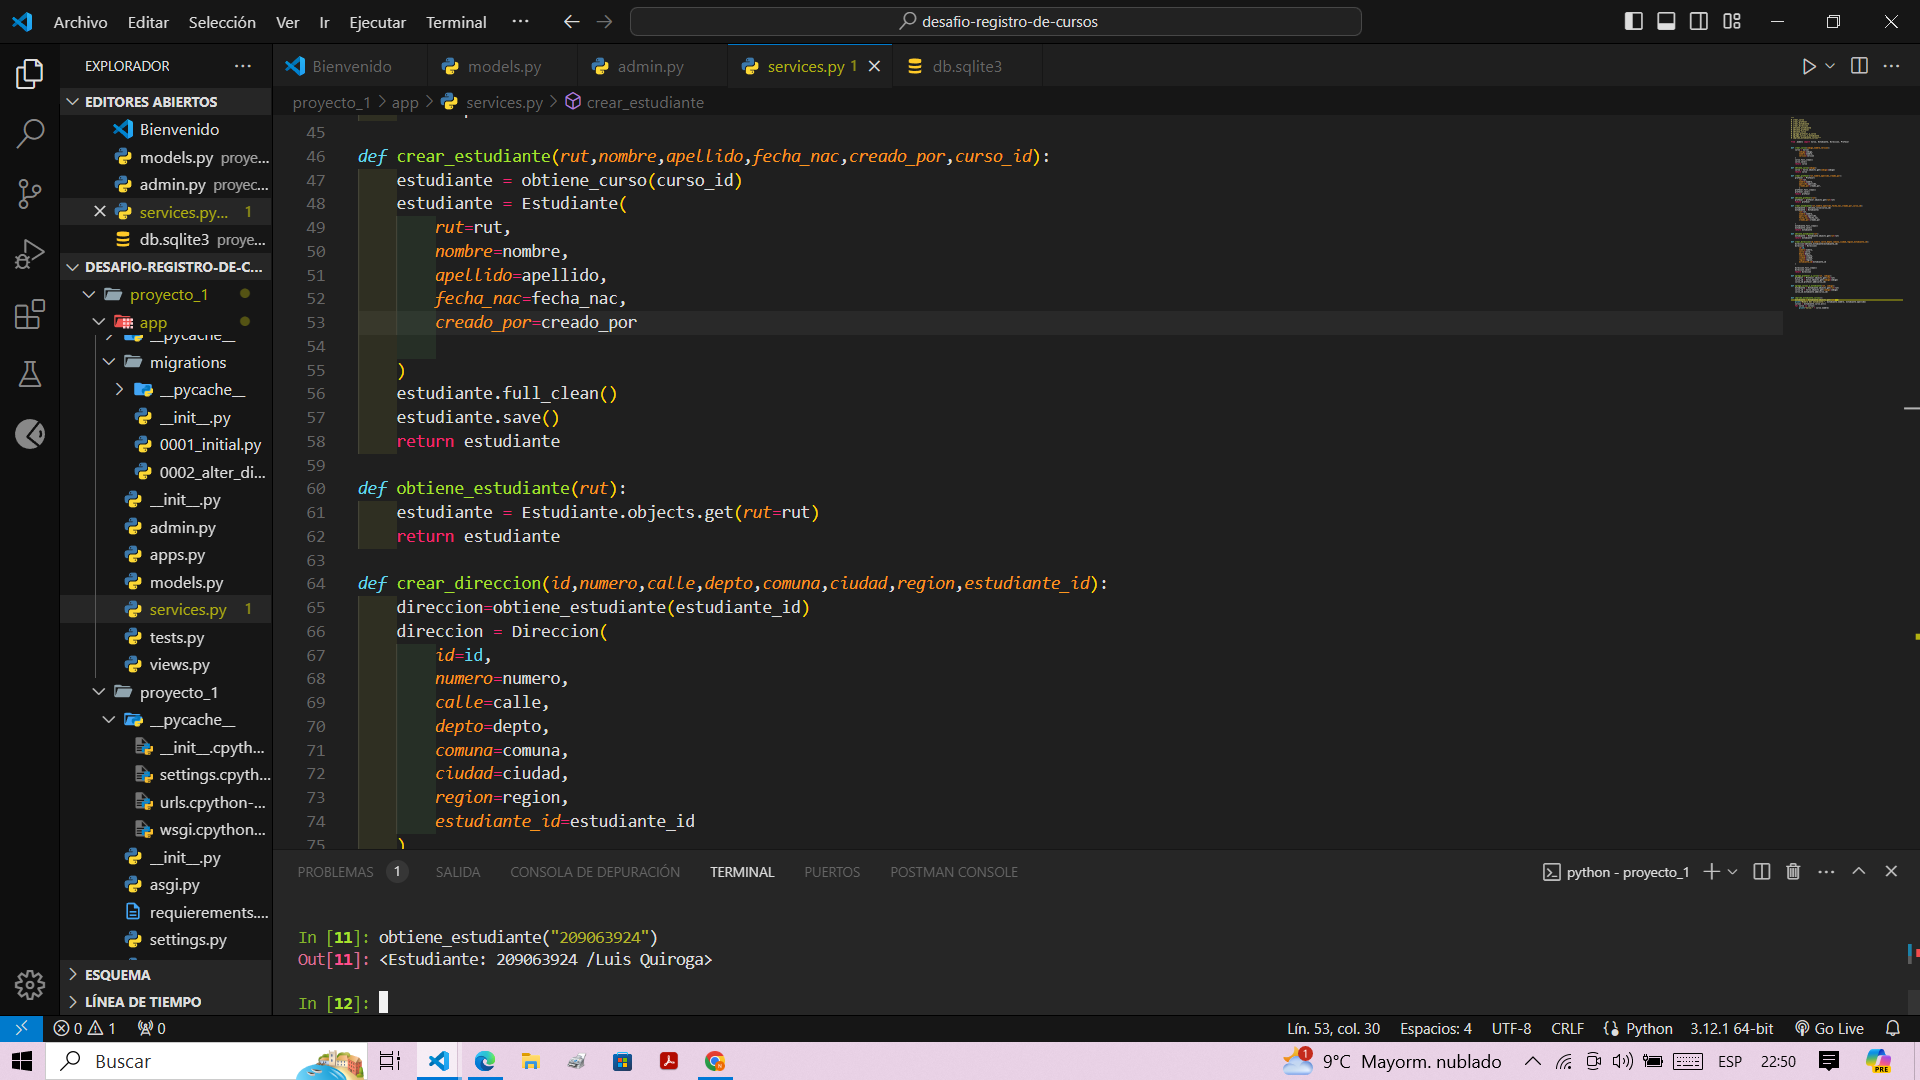 Archivo Editar Selección Ver Ir Ejecutar Terminal ··· desafio-registro-de-cursos
EXPLORADOR
EDITORES ABIERTOS
Bienvenido
models.py proye...
admin.py proyec...
services.py... 1
db.sqlite3 proye...
DESAFIO-REGISTRO-DE-C...
proyecto_1
app
__pycache__
migrations
__pycache__
__init__.py
0001_initial.py
0002_alter_di...
__init__.py
admin.py
apps.py
models.py
services.py 1
tests.py
views.py
proyecto_1
__pycache__
__init__.cpyth...
settings.cpyth...
urls.cpython-...
wsgi.cpython...
__init__.py
asgi.py
requierements....
settings.py
ESQUEMA
LÍNEA DE TIEMPO
Bienvenido models.py admin.py services.py 1 db.sqlite3
proyecto_1 > app > services.py > crear_estudiante
45
46 def crear_estudiante(rut,nombre,apellido,fecha_nac,creado_por,curso_id):
47 estudiante = obtiene_curso(curso_id)
48 estudiante = Estudiante(
49 rut=rut,
50 nombre=nombre,
51 apellido=apellido,
52 fecha_nac=fecha_nac,
53 creado_por=creado_por
54
55 )
56 estudiante.full_clean()
57 estudiante.save()
58 return estudiante
59
60 def obtiene_estudiante(rut):
61 estudiante = Estudiante.objects.get(rut=rut)
62 return estudiante
63
64 def crear_direccion(id,numero,calle,depto,comuna,ciudad,region,estudiante_id):
65 direccion=obtiene_estudiante(estudiante_id)
66 direccion = Direccion(
67 id=id,
68 numero=numero,
69 calle=calle,
70 depto=depto,
71 comuna=comuna,
72 ciudad=ciudad,
73 region=region,
74 estudiante_id=estudiante_id
75 )
PROBLEMAS 1 SALIDA CONSOLA DE DEPURACIÓN TERMINAL PUERTOS POSTMAN CONSOLE python - proyecto_1
In [11]: obtiene_estudiante("209063924")
Out[11]: <Estudiante: 209063924 /Luis Quiroga>
In [12]:
0 1 0 Lín. 53, col. 30 Espacios: 4 UTF-8 CRLF Python 3.12.1 64-bit Go Live
Buscar 1 9°C Mayorm. nublado ESP 22:50 PRE